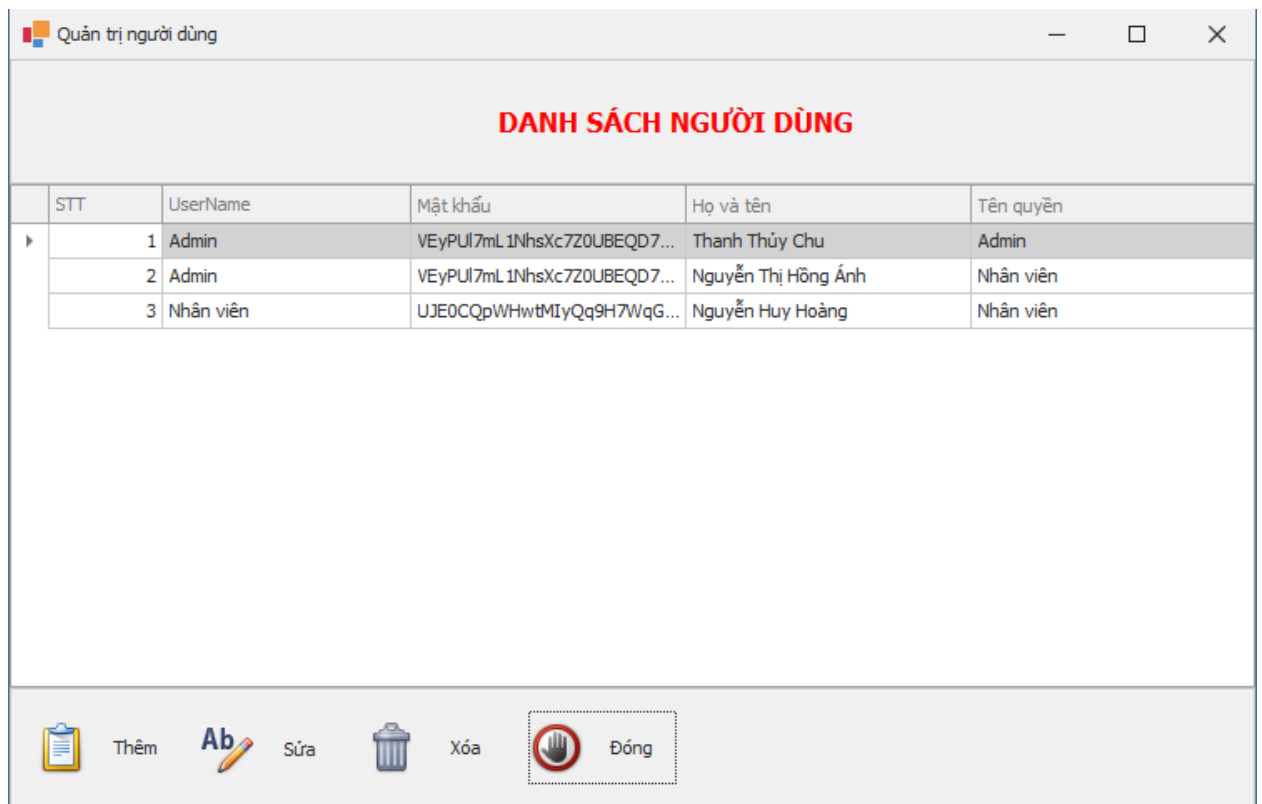 Quản trị người dùng
DANH SÁCH NGƯỜI DÙNG
STT UserName Mật khẩu Họ và tên Tên quyền
1 Admin VEyPUl7mL1NhsXc7Z0UBEQD7... Thanh Thủy Chu Admin
2 Admin VEyPUl7mL1NhsXc7Z0UBEQD7... Nguyễn Thị Hồng Ánh Nhân viên
3 Nhân viên UJE0CQpWHwtMIyQq9H7WqG... Nguyễn Huy Hoàng Nhân viên
Thêm Ab Sửa Xóa Đóng